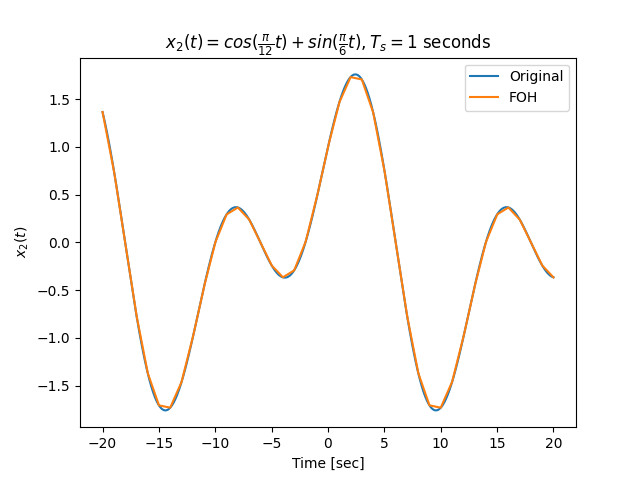 x₂(t) = cos(π/12 t) + sin(π/6 t), Tₛ = 1 seconds
Original
FOH
x₂(t)
1.5
1.0
0.5
0.0
−0.5
−1.0
−1.5
−20 −15 −10 −5 0 5 10 15 20
Time [sec]